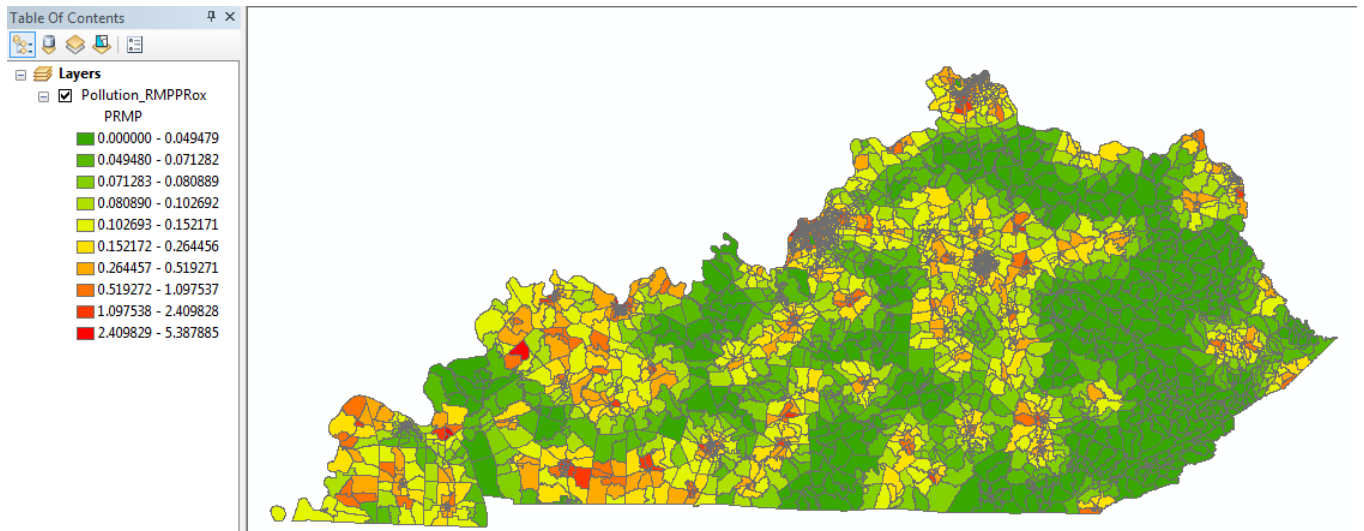 Table Of Contents
Layers
Pollution_RMPPRox
PRMP
0.000000 - 0.049479
0.049480 - 0.071282
0.071283 - 0.080889
0.080890 - 0.102692
0.102693 - 0.152171
0.152172 - 0.264456
0.264457 - 0.519271
0.519272 - 1.097537
1.097538 - 2.409828
2.409829 - 5.387885